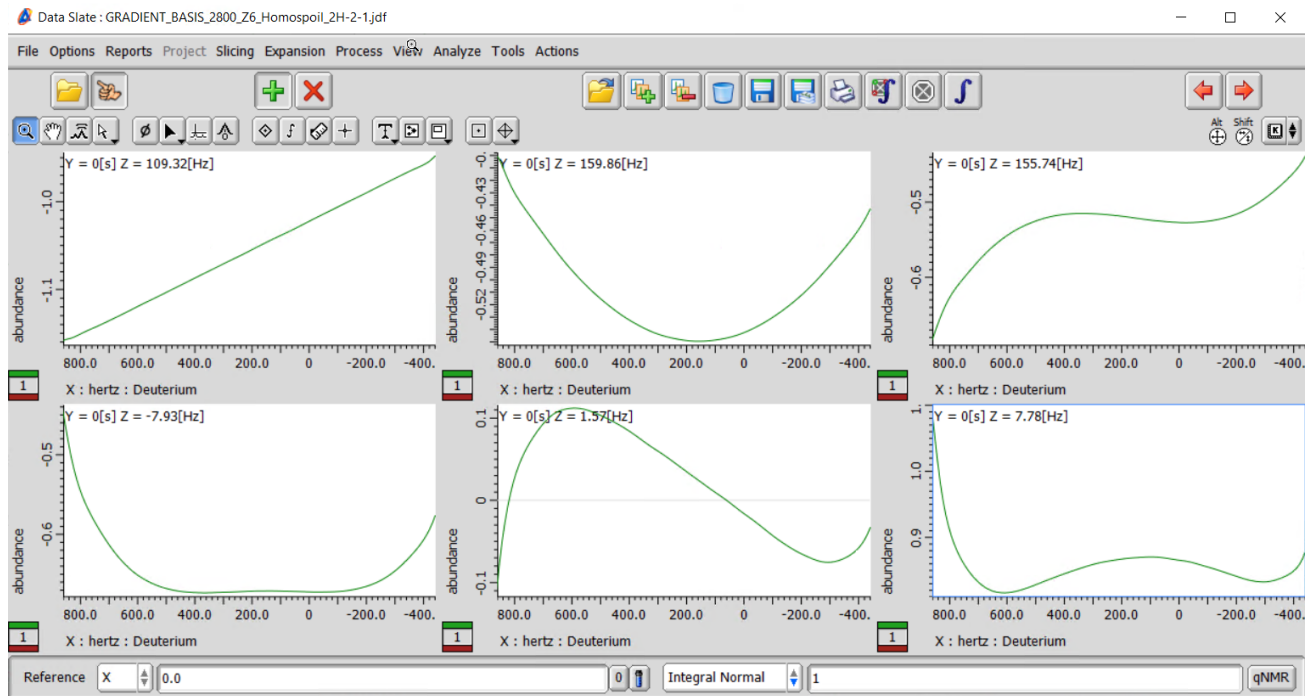 Data Slate : GRADIENT_BASIS_2800_Z6_Homospoil_2H-2-1.jdf
File Options Reports Project Slicing Expansion Process View Analyze Tools Actions
Alt Shift
K
Y = 0[s] Z = 109.32[Hz]
-1.0
-1.1
abundance
800.0 600.0 400.0 200.0 0 -200.0 -400.
1
X : hertz : Deuterium
Y = 0[s] Z = 159.86[Hz]
-0.
-0.43
-0.46
-0.49
-0.52
abundance
800.0 600.0 400.0 200.0 0 -200.0 -400.
1
X : hertz : Deuterium
Y = 0[s] Z = 155.74[Hz]
-0.5
-0.6
abundance
800.0 600.0 400.0 200.0 0 -200.0 -400.
1
X : hertz : Deuterium
Y = 0[s] Z = -7.93[Hz]
-0.5
-0.6
abundance
800.0 600.0 400.0 200.0 0 -200.0 -400.
1
X : hertz : Deuterium
Y = 0[s] Z = 1.57[Hz]
0.1
0
-0.1
abundance
800.0 600.0 400.0 200.0 0 -200.0 -400.
1
X : hertz : Deuterium
Y = 0[s] Z = 7.78[Hz]
1.
1.0
0.9
abundance
800.0 600.0 400.0 200.0 0 -200.0 -400.
1
X : hertz : Deuterium
Reference X 0.0 0 Integral Normal 1 qNMR